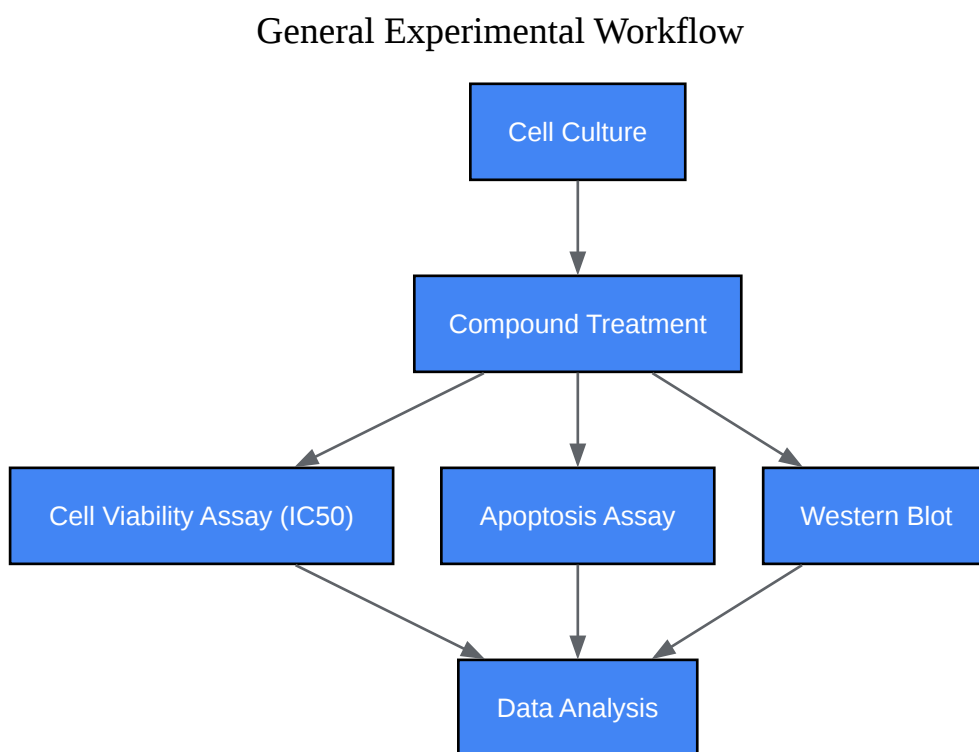 General Experimental Workflow
Cell Culture
Compound Treatment
Cell Viability Assay (IC50)
Apoptosis Assay
Western Blot
Data Analysis